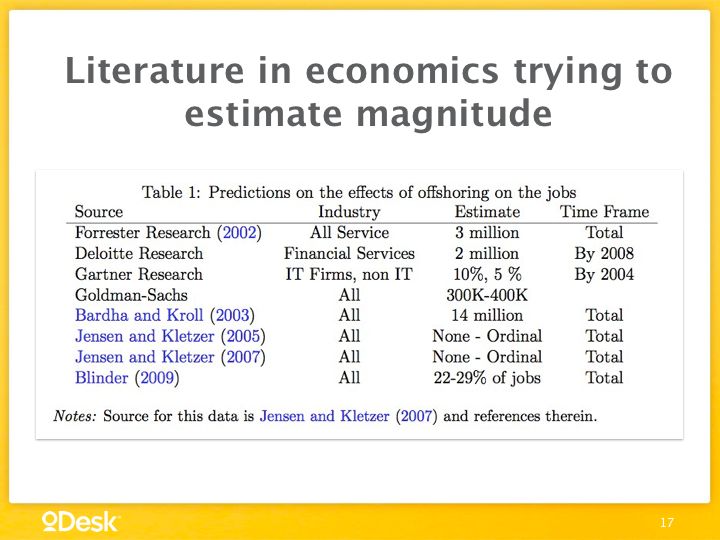 Literature in economics trying to
estimate magnitude
Table 1: Predictions on the effects of offshoring on the jobs
Source Industry Estimate Time Frame
Forrester Research (2002) All Service 3 million Total
Deloitte Research Financial Services 2 million By 2008
Gartner Research IT Firms, non IT 10%, 5 % By 2004
Goldman-Sachs All 300K-400K
Bardha and Kroll (2003) All 14 million Total
Jensen and Kletzer (2005) All None - Ordinal Total
Jensen and Kletzer (2007) All None - Ordinal Total
Blinder (2009) All 22-29% of jobs Total
Notes: Source for this data is Jensen and Kletzer (2007) and references therein.
oDesk
17